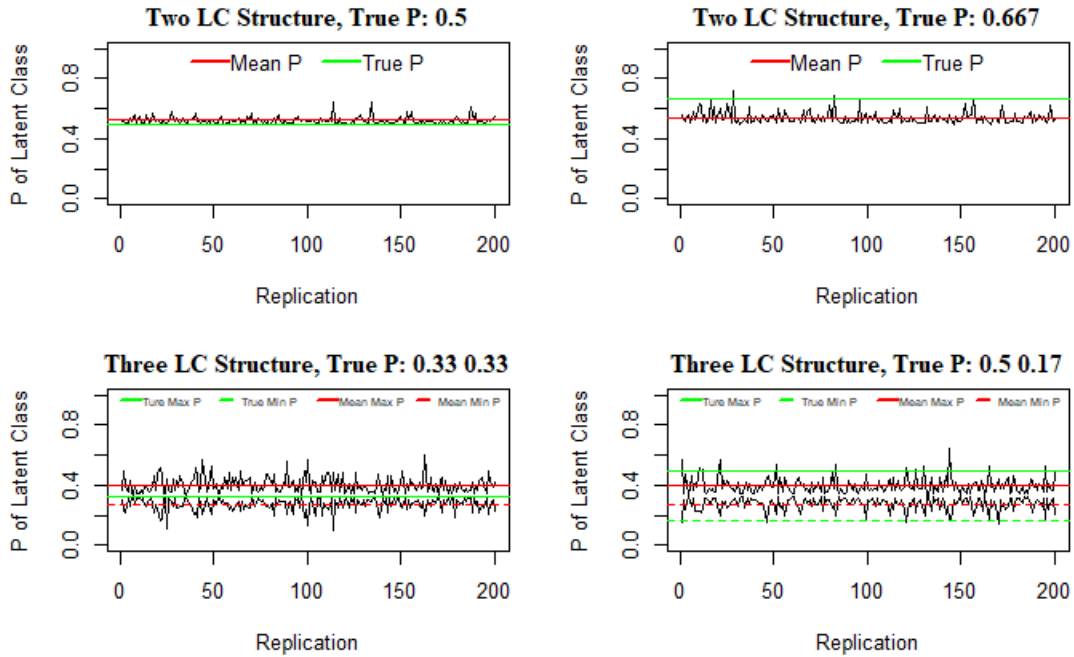 Two LC Structure, True P: 0.5
P of Latent Class
0.0 0.4 0.8
Mean P True P
0 50 100 150 200
Replication
Two LC Structure, True P: 0.667
P of Latent Class
0.0 0.4 0.8
Mean P True P
0 50 100 150 200
Replication
Three LC Structure, True P: 0.33 0.33
P of Latent Class
0.0 0.4 0.8
Ture Max P True Min P Mean Max P Mean Min P
0 50 100 150 200
Replication
Three LC Structure, True P: 0.5 0.17
P of Latent Class
0.0 0.4 0.8
Ture Max P True Min P Mean Max P Mean Min P
0 50 100 150 200
Replication